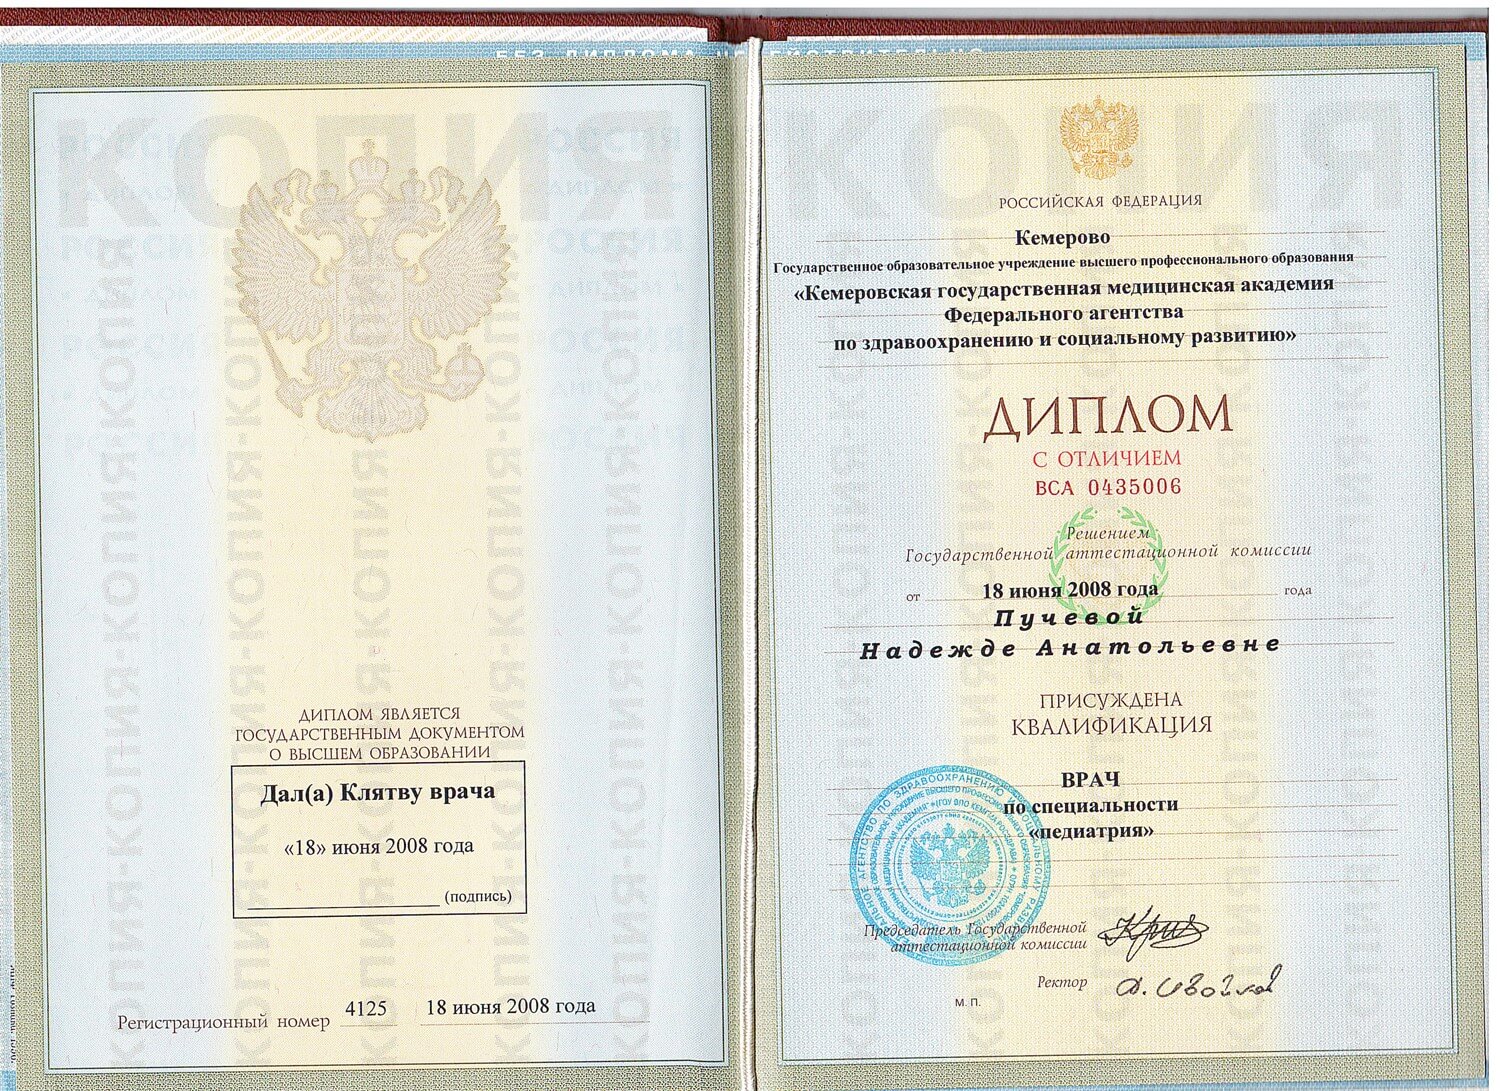 БЕЗ ДИПЛОМА НЕДЕЙСТВИТЕЛЬНО
КОПИЯ
ДИПЛОМ ЯВЛЯЕТСЯ
ГОСУДАРСТВЕННЫМ ДОКУМЕНТОМ
О ВЫСШЕМ ОБРАЗОВАНИИ
Дал(а) Клятву врача
«18» июня 2008 года
(подпись)
Регистрационный номер 4125 18 июня 2008 года
КОПИЯ
РОССИЙСКАЯ ФЕДЕРАЦИЯ
Кемерово
Государственное образовательное учреждение высшего профессионального образования
«Кемеровская государственная медицинская академия
Федерального агентства
по здравоохранению и социальному развитию»
ДИПЛОМ
С ОТЛИЧИЕМ
ВСА 0435006
Решением
Государственной аттестационной комиссии
от 18 июня 2008 года года
Пучевой
Надежде Анатольевне
ПРИСУЖДЕНА
КВАЛИФИКАЦИЯ
ВРАЧ
по специальности
«педиатрия»
Председатель Государственной
аттестационной комиссии
Ректор
М. П.